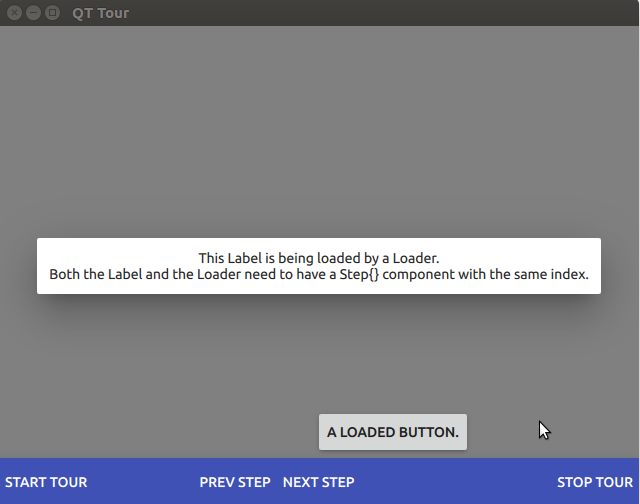 QT Tour
This Label is being loaded by a Loader.
Both the Label and the Loader need to have a Step{} component with the same index.
A LOADED BUTTON.
START TOUR PREV STEP NEXT STEP STOP TOUR